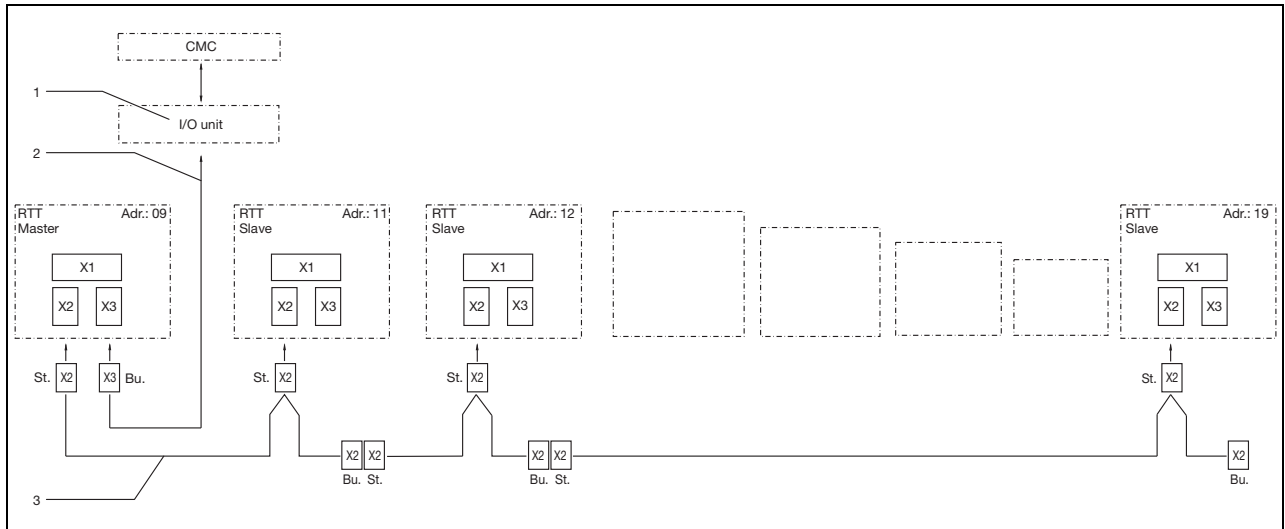 CMC
1
I/O unit
2
RTT Adr.: 09
Master
X1
X2 X3
RTT Adr.: 11
Slave
X1
X2 X3
RTT Adr.: 12
Slave
X1
X2 X3
RTT Adr.: 19
Slave
X1
X2 X3
St. X2 X3 Bu.
St. X2
St. X2
St. X2
X2 X2
Bu. St.
X2 X2
Bu. St.
X2
Bu.
3